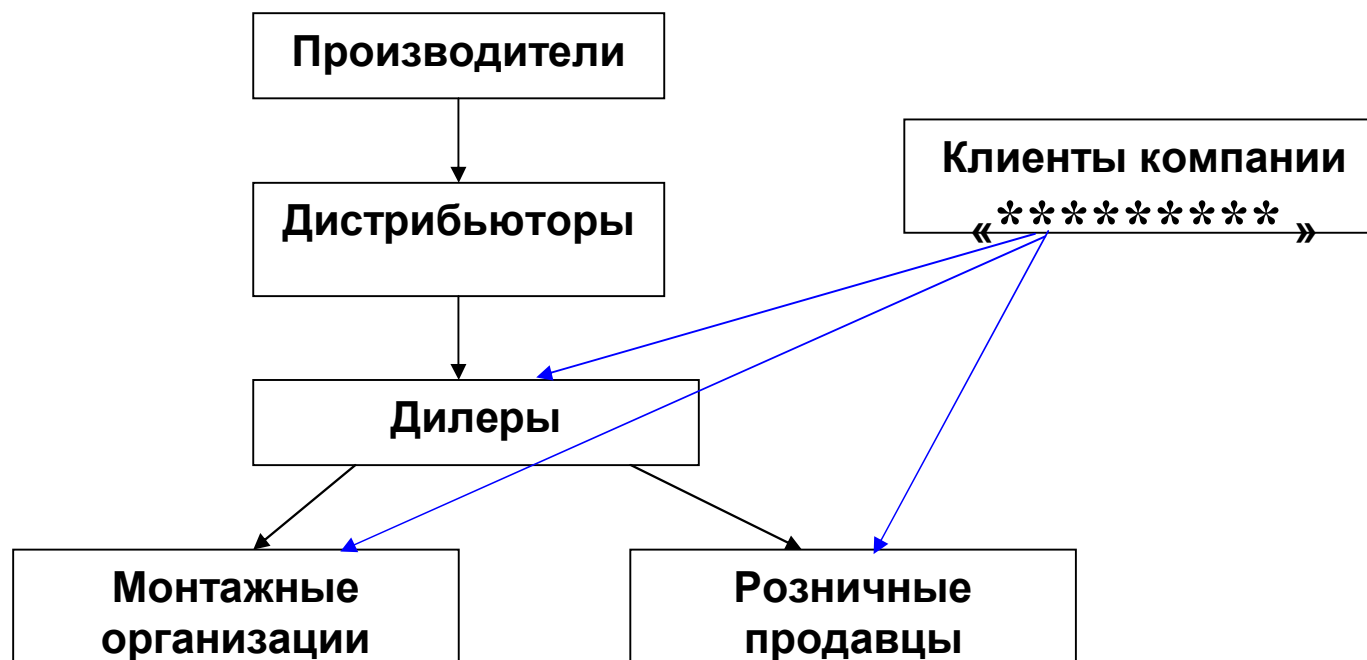 Производители
Клиенты компании
«*********»
Дистрибьюторы
Дилеры
Монтажные
организации
Розничные
продавцы